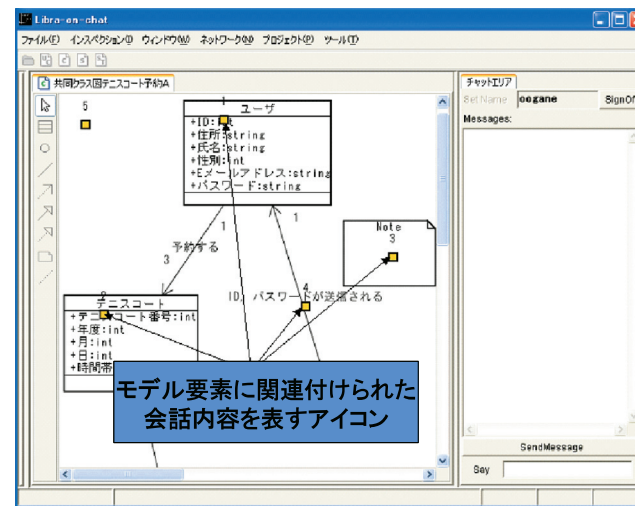 Libra-on-chat
ファイル(F) インスペクション(I) ウィンドウ(W) ネットワーク(N) プロジェクト(P) ツール(T)
共同クラス図テニスコート予約A
チャットエリア
Set Name oogane SignOf
Messages:
5
1
ユーザ
+ID:int
+住所:string
+氏名:string
+性別:int
+Eメールアドレス:string
+パスワード:string
1
1
予約する
3
Note
3
2
テニスコート
+テニスコート番号:int
+年度:int
+月:int
+日:int
+時間帯
4
ID、パスワードが送信される
モデル要素に関連付けられた
会話内容を表すアイコン
SendMessage
Say